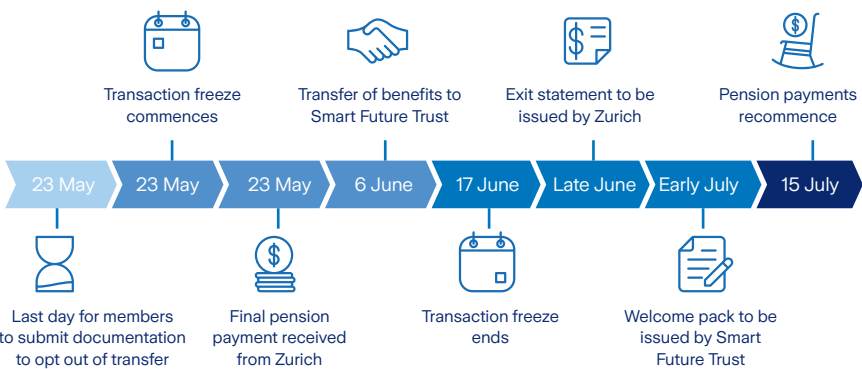 Transaction freeze
commences
Transfer of benefits to
Smart Future Trust
Exit statement to be
issued by Zurich
Pension payments
recommence
23 May
23 May
23 May
6 June
17 June
Late June
Early July
15 July
Last day for members
to submit documentation
to opt out of transfer
Final pension
payment received
from Zurich
Transaction freeze
ends
Welcome pack to be
issued by Smart
Future Trust